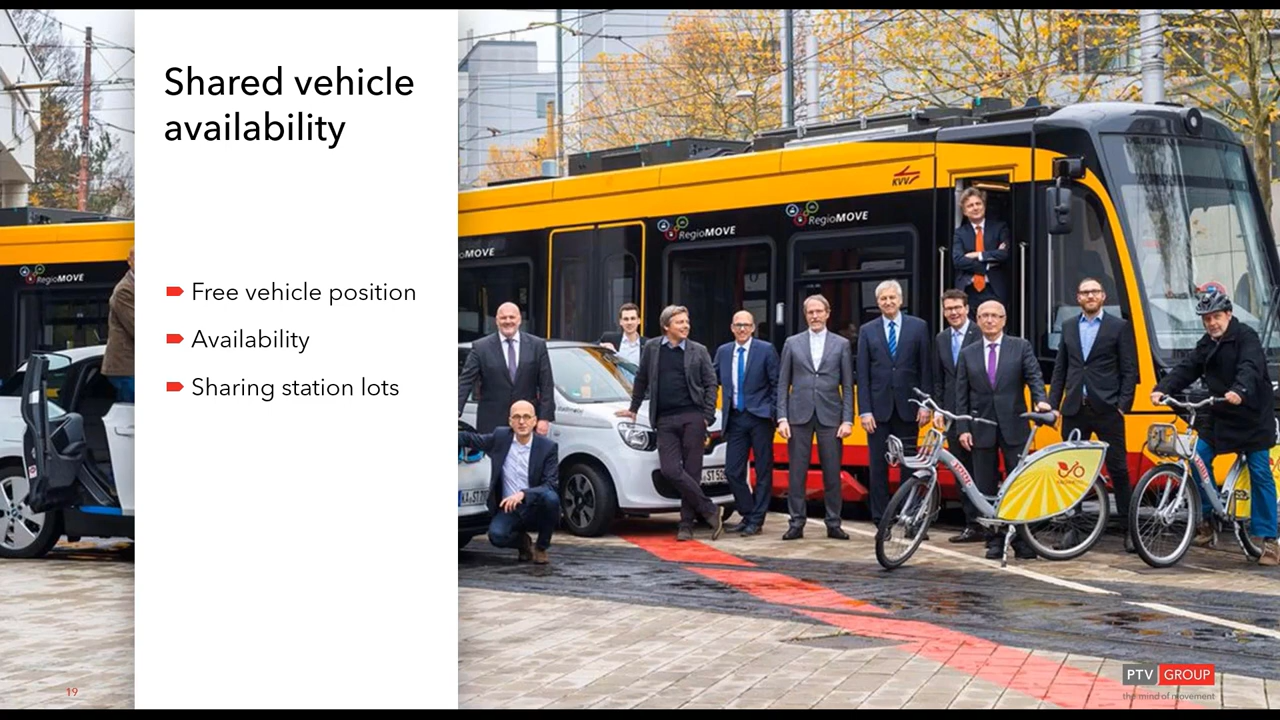 Shared vehicle
availability
Free vehicle position
Availability
Sharing station lots
KVV
RegioMOVE
RegioMOVE
MOVE
RegioMOVE
19
PTV GROUP
the mind of movement